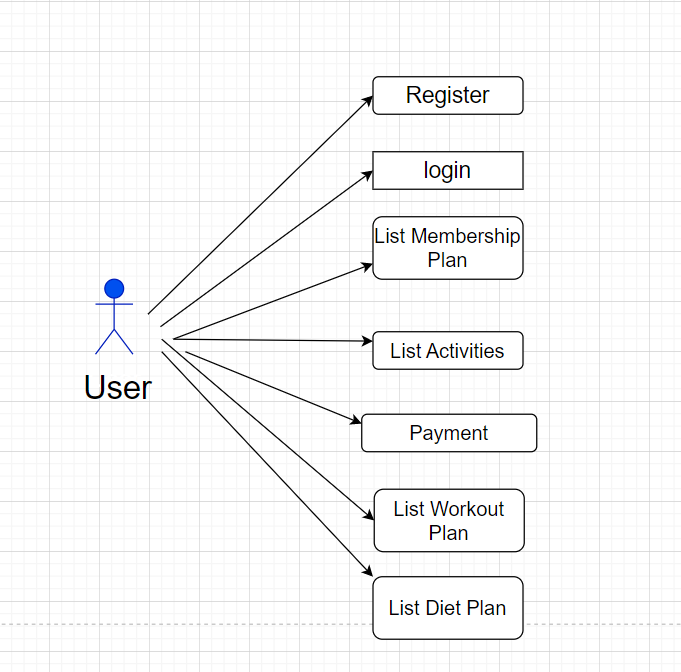 Register
login
List Membership
Plan
List Activities
User
Payment
List Workout
Plan
List Diet Plan